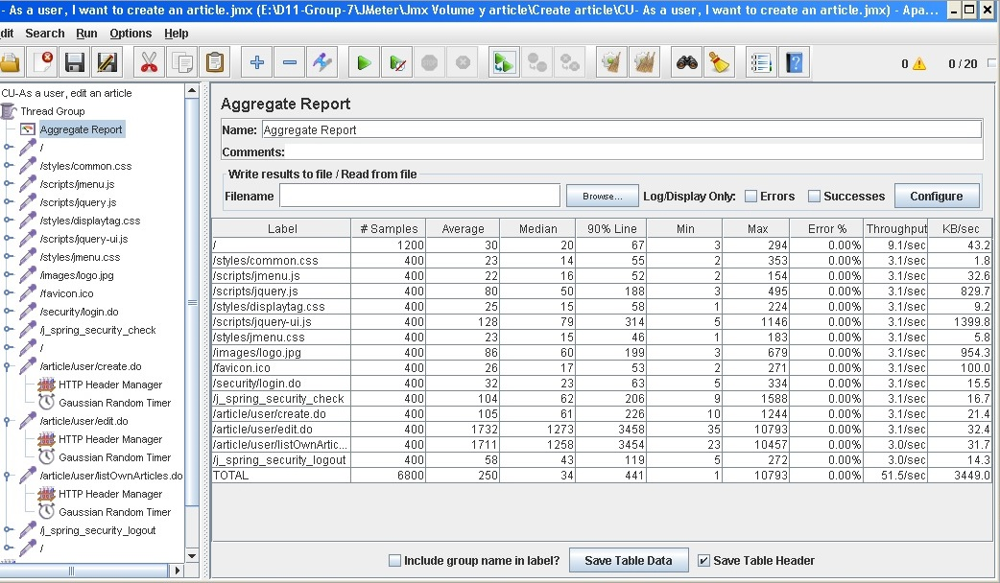 - As a user, I want to create an article.jmx (E:\D11-Group-7\JMeter\Jmx Volume y article\Create article\CU- As a user, I want to create an article.jmx) - Apa...
dit Search Run Options Help
0 0 / 20
CU-As a user, edit an article
Thread Group
Aggregate Report
/
/styles/common.css
/scripts/jmenu.js
/scripts/jquery.js
/styles/displaytag.css
/scripts/jquery-ui.js
/styles/jmenu.css
/images/logo.jpg
/favicon.ico
/security/login.do
/j_spring_security_check
/
/article/user/create.do
HTTP Header Manager
Gaussian Random Timer
/article/user/edit.do
HTTP Header Manager
Gaussian Random Timer
/article/user/listOwnArticles.do
HTTP Header Manager
Gaussian Random Timer
/j_spring_security_logout
/
Aggregate Report
Name: Aggregate Report
Comments:
Write results to file / Read from file
Filename Browse... Log/Display Only: Errors Successes Configure
Label # Samples Average Median 90% Line Min Max Error % Throughput KB/sec
/ 1200 30 20 67 3 294 0.00% 9.1/sec 43.2
/styles/common.css 400 23 14 55 2 353 0.00% 3.1/sec 1.8
/scripts/jmenu.js 400 22 16 52 2 154 0.00% 3.1/sec 32.6
/scripts/jquery.js 400 80 50 188 3 495 0.00% 3.1/sec 829.7
/styles/displaytag.css 400 25 15 58 1 224 0.00% 3.1/sec 9.2
/scripts/jquery-ui.js 400 128 79 314 5 1146 0.00% 3.1/sec 1399.8
/styles/jmenu.css 400 23 15 46 1 183 0.00% 3.1/sec 5.8
/images/logo.jpg 400 86 60 199 3 679 0.00% 3.1/sec 954.3
/favicon.ico 400 26 17 53 2 271 0.00% 3.1/sec 100.0
/security/login.do 400 32 23 63 5 334 0.00% 3.1/sec 15.5
/j_spring_security_check 400 104 62 206 9 1588 0.00% 3.1/sec 16.7
/article/user/create.do 400 105 61 226 10 1244 0.00% 3.1/sec 21.4
/article/user/edit.do 400 1732 1273 3458 35 10793 0.00% 3.1/sec 32.4
/article/user/listOwnArtic... 400 1711 1258 3454 23 10457 0.00% 3.0/sec 31.7
/j_spring_security_logout 400 58 43 119 5 272 0.00% 3.0/sec 14.3
TOTAL 6800 250 34 441 1 10793 0.00% 51.5/sec 3449.0
Include group name in label? Save Table Data Save Table Header